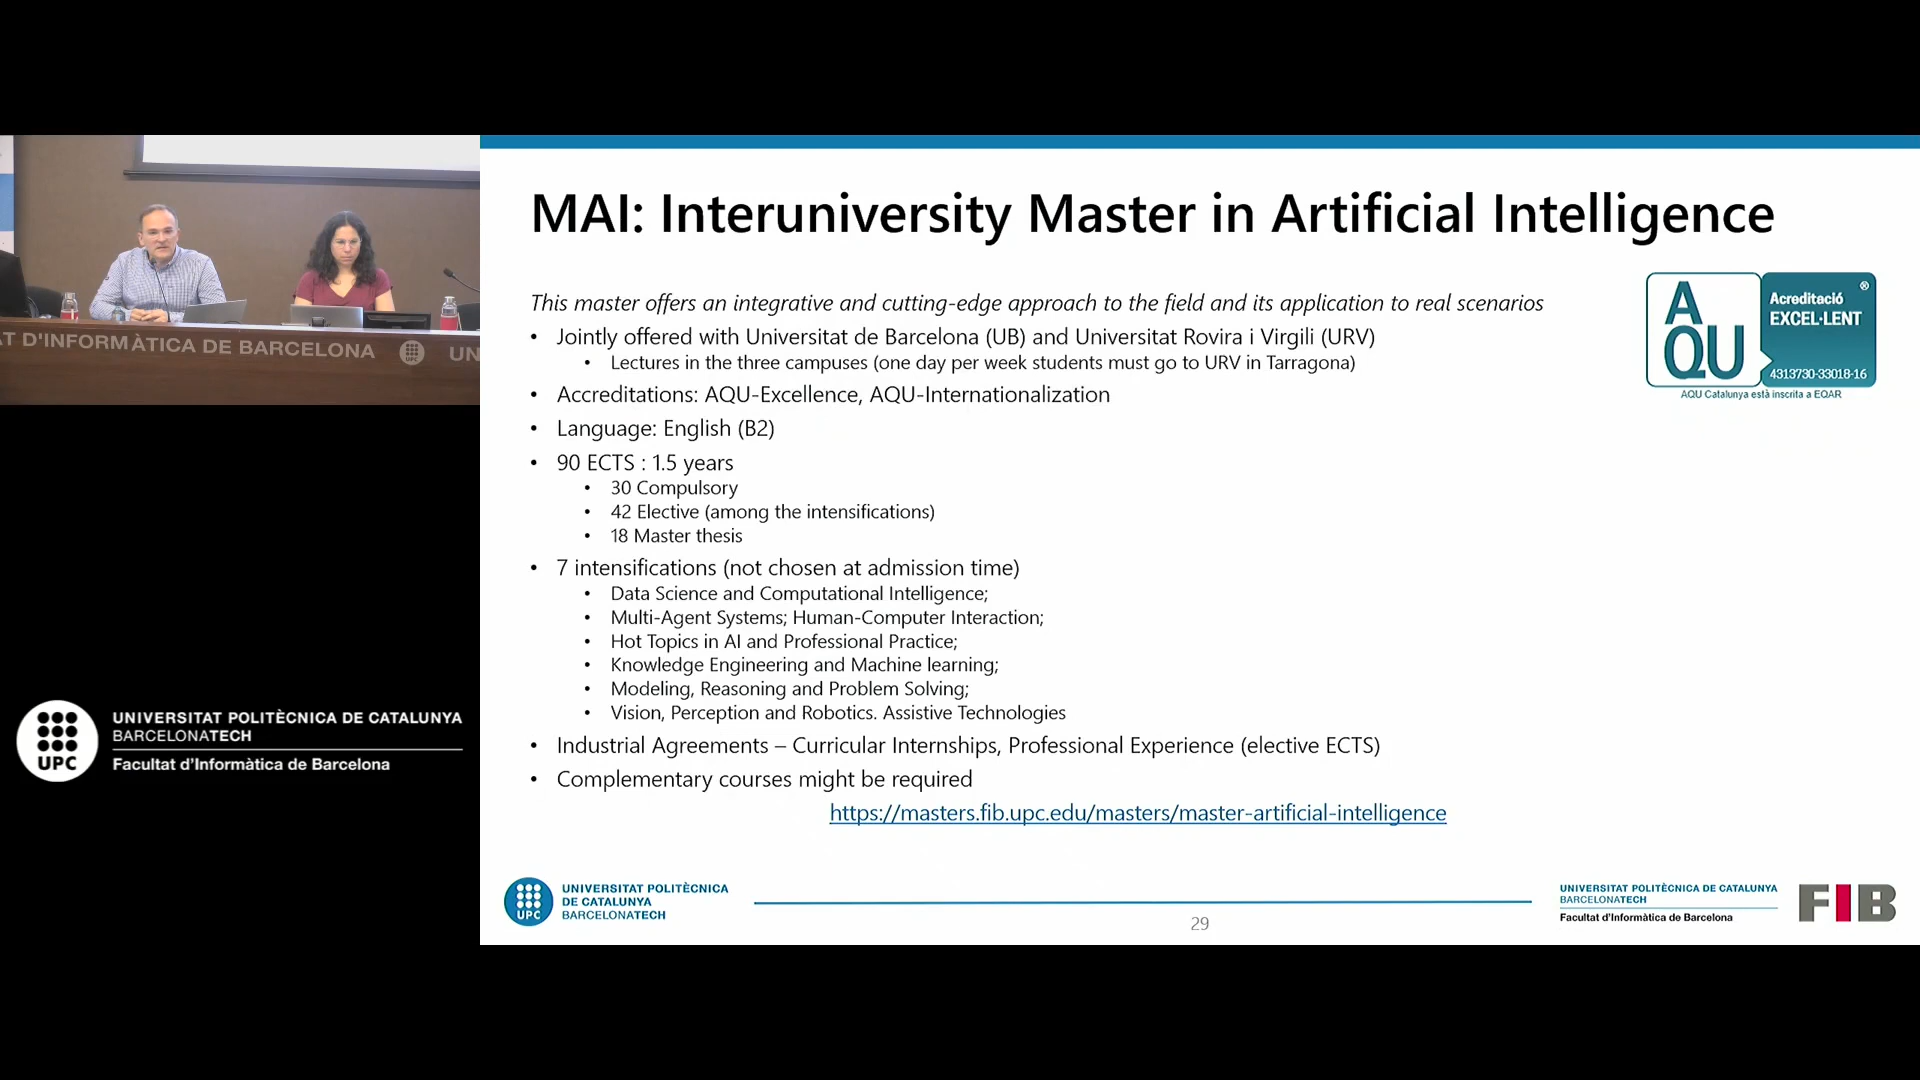 MAI: Interuniversity Master in Artificial Intelligence
This master offers an integrative and cutting-edge approach to the field and its application to real scenarios
• Jointly offered with Universitat de Barcelona (UB) and Universitat Rovira i Virgili (URV)
• Lectures in the three campuses (one day per week students must go to URV in Tarragona)
• Accreditations: AQU-Excellence, AQU-Internationalization
• Language: English (B2)
• 90 ECTS : 1.5 years
• 30 Compulsory
• 42 Elective (among the intensifications)
• 18 Master thesis
• 7 intensifications (not chosen at admission time)
• Data Science and Computational Intelligence;
• Multi-Agent Systems; Human-Computer Interaction;
• Hot Topics in AI and Professional Practice;
• Knowledge Engineering and Machine learning;
• Modeling, Reasoning and Problem Solving;
• Vision, Perception and Robotics. Assistive Technologies
• Industrial Agreements – Curricular Internships, Professional Experience (elective ECTS)
• Complementary courses might be required
https://masters.fib.upc.edu/masters/master-artificial-intelligence
A
QU
Acreditació ®
EXCEL·LENT
4313730-33018-16
AQU Catalunya està inscrita a EQAR
AT D'INFORMÀTICA DE BARCELONA
UN
UPC
UNIVERSITAT POLITÈCNICA DE CATALUNYA
BARCELONATECH
Facultat d'Informàtica de Barcelona
UPC
UNIVERSITAT POLITÈCNICA
DE CATALUNYA
BARCELONATECH
29
UNIVERSITAT POLITÈCNICA DE CATALUNYA
BARCELONATECH
Facultat d'Informàtica de Barcelona
FIB